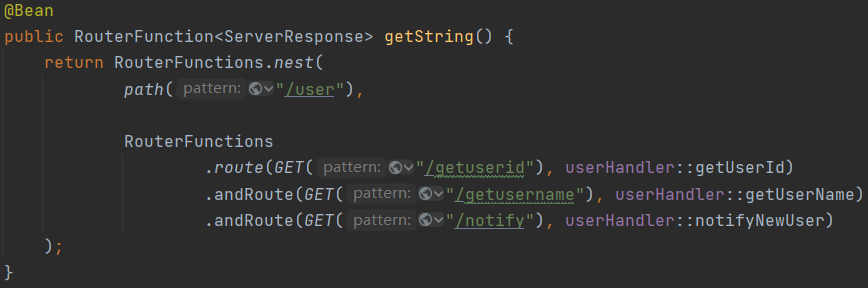 @Bean
public RouterFunction<ServerResponse> getString() {
return RouterFunctions.nest(
path( pattern: "/user"),
RouterFunctions
.route(GET( pattern: "/getuserid"), userHandler::getUserId)
.andRoute(GET( pattern: "/getusername"), userHandler::getUserName)
.andRoute(GET( pattern: "/notify"), userHandler::notifyNewUser)
);
}